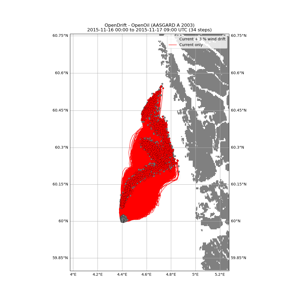 OpenDrift - OpenOil (AASGARD A 2003)
2015-11-16 00:00 to 2015-11-17 09:00 UTC (34 steps)
Current + 3 % wind drift
Current only
60.75°N 60.75°N
60.6°N 60.6°N
60.45°N 60.45°N
60.3°N 60.3°N
60.15°N 60.15°N
60°N 60°N
59.85°N 59.85°N
4°E 4.2°E 4.4°E 4.6°E 4.8°E 5°E 5.2°E